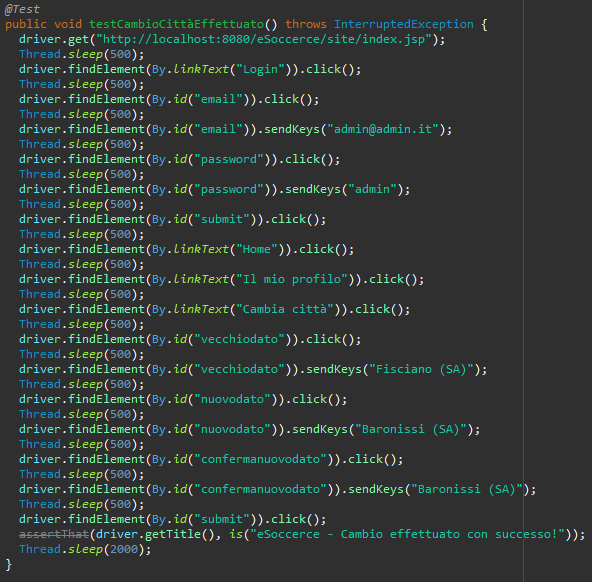 @Test
public void testCambioCittàEffettuato() throws InterruptedException {
driver.get("http://localhost:8080/eSoccerce/site/index.jsp");
Thread.sleep(500);
driver.findElement(By.linkText("Login")).click();
Thread.sleep(500);
driver.findElement(By.id("email")).click();
Thread.sleep(500);
driver.findElement(By.id("email")).sendKeys("admin@admin.it");
Thread.sleep(500);
driver.findElement(By.id("password")).click();
Thread.sleep(500);
driver.findElement(By.id("password")).sendKeys("admin");
Thread.sleep(500);
driver.findElement(By.id("submit")).click();
Thread.sleep(500);
driver.findElement(By.linkText("Home")).click();
Thread.sleep(500);
driver.findElement(By.linkText("Il mio profilo")).click();
Thread.sleep(500);
driver.findElement(By.linkText("Cambia città")).click();
Thread.sleep(500);
driver.findElement(By.id("vecchiodato")).click();
Thread.sleep(500);
driver.findElement(By.id("vecchiodato")).sendKeys("Fisciano (SA)");
Thread.sleep(500);
driver.findElement(By.id("nuovodato")).click();
Thread.sleep(500);
driver.findElement(By.id("nuovodato")).sendKeys("Baronissi (SA)");
Thread.sleep(500);
driver.findElement(By.id("confermanuovodato")).click();
Thread.sleep(500);
driver.findElement(By.id("confermanuovodato")).sendKeys("Baronissi (SA)");
Thread.sleep(500);
driver.findElement(By.id("submit")).click();
assertThat(driver.getTitle(), is("eSoccerce - Cambio effettuato con successo!"));
Thread.sleep(2000);
}